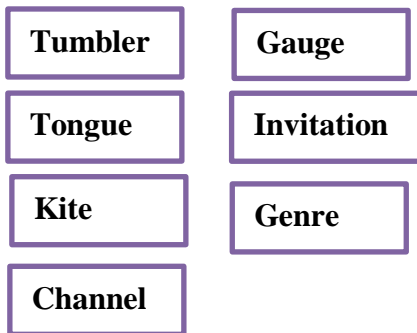 Tumbler
Gauge
Tongue
Invitation
Kite
Genre
Channel